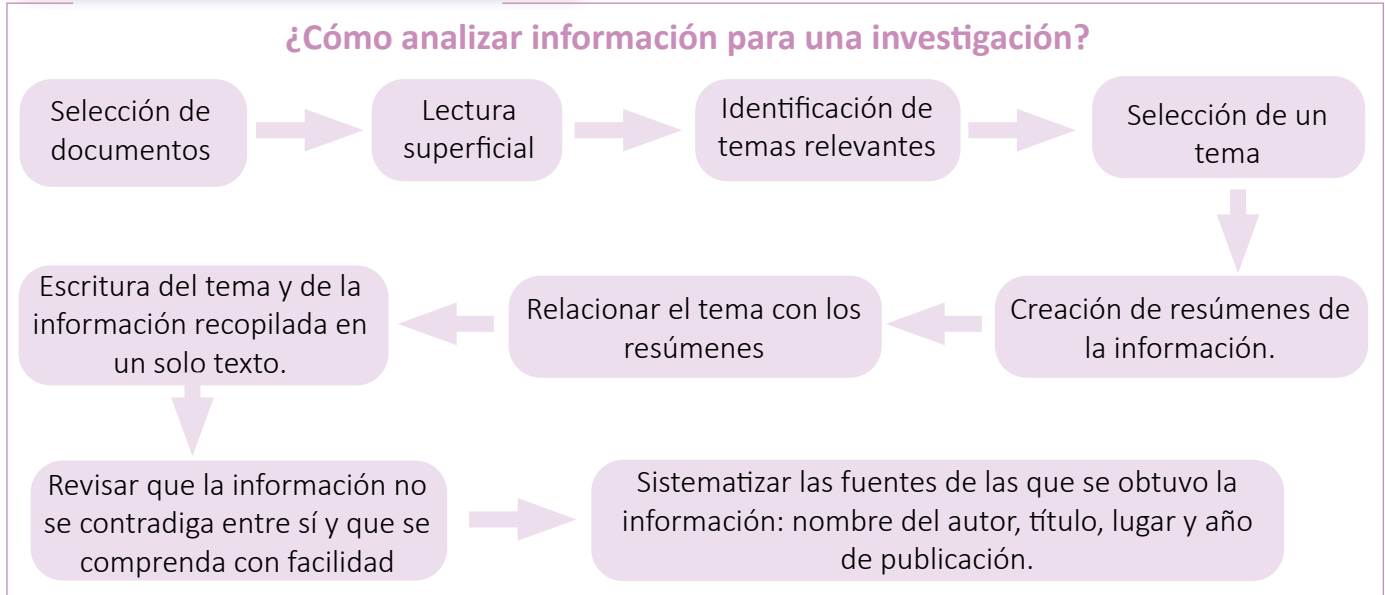 ¿Cómo analizar información para una investigación?
Selección de
documentos
Lectura
superficial
Identificación de
temas relevantes
Selección de un
tema
Creación de resúmenes de
la información.
Relacionar el tema con los
resúmenes
Escritura del tema y de la
información recopilada en
un solo texto.
Revisar que la información no
se contradiga entre sí y que se
comprenda con facilidad
Sistematizar las fuentes de las que se obtuvo la
información: nombre del autor, título, lugar y año
de publicación.